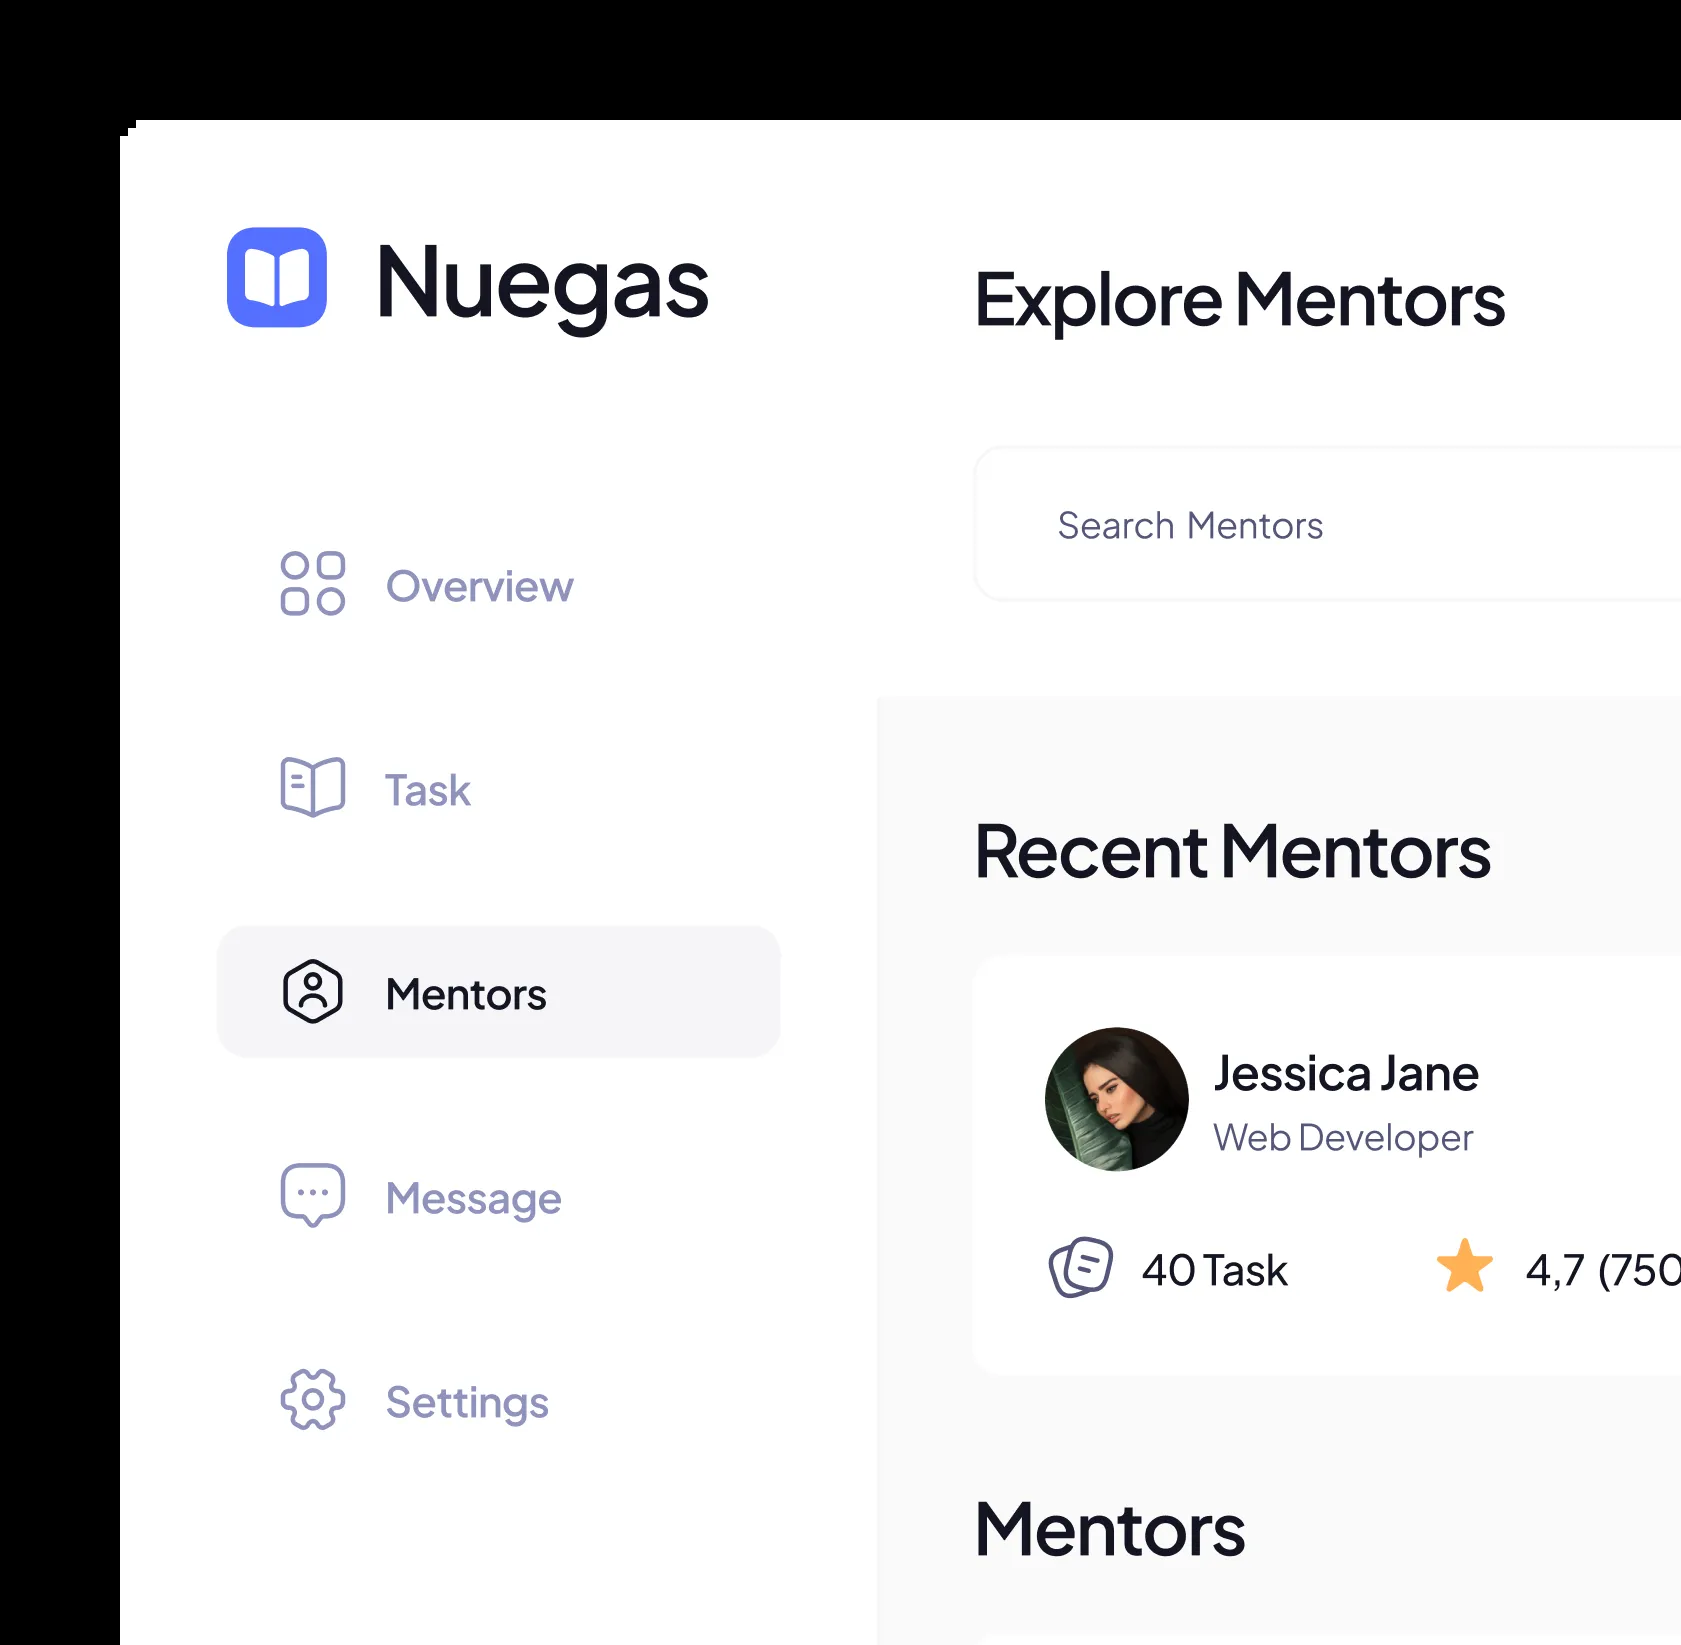 Nuegas
Overview
Task
Mentors
Message
Settings
Explore Mentors
Search Mentors
Recent Mentors
Jessica Jane
Web Developer
40 Task
4,7 (750
Mentors